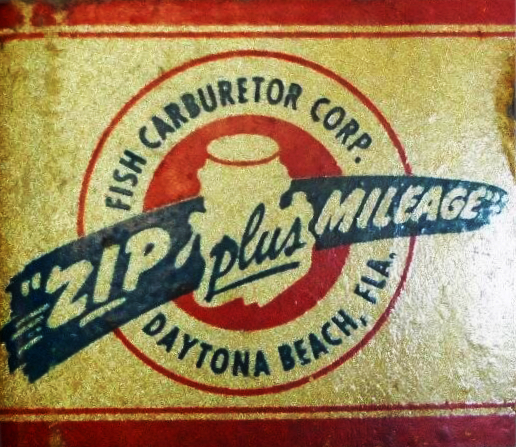 FISH CARBURETOR CORP.
"ZIP plus MILEAGE"
DAYTONA BEACH, FLA.